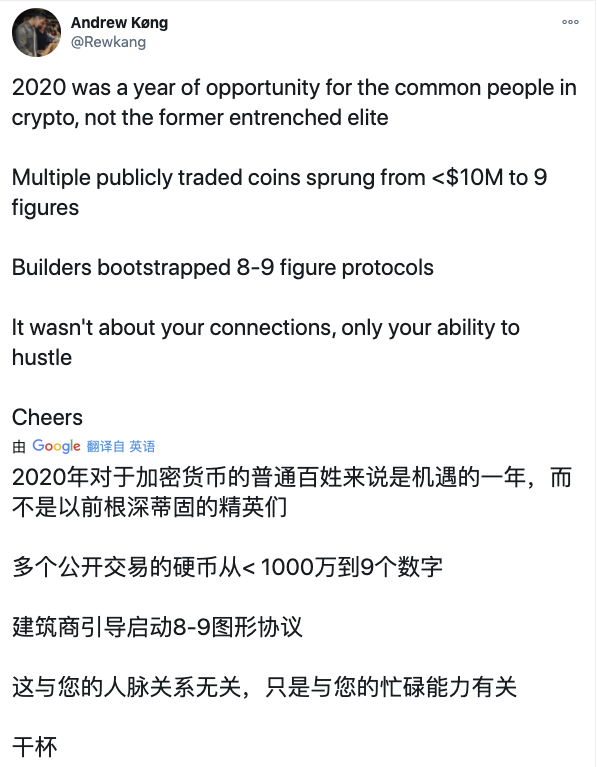 Andrew Køng
@Rewkang
2020 was a year of opportunity for the common people in
crypto, not the former entrenched elite
Multiple publicly traded coins sprung from <$10M to 9
figures
Builders bootstrapped 8-9 figure protocols
It wasn't about your connections, only your ability to
hustle
Cheers
由 Google 翻译自 英语
2020年对于加密货币的普通百姓来说是机遇的一年，而
不是以前根深蒂固的精英们
多个公开交易的硬币从< 1000万到9个数字
建筑商引导启动8-9图形协议
这与您的人脉关系无关，只是与您的忙碌能力有关
干杯